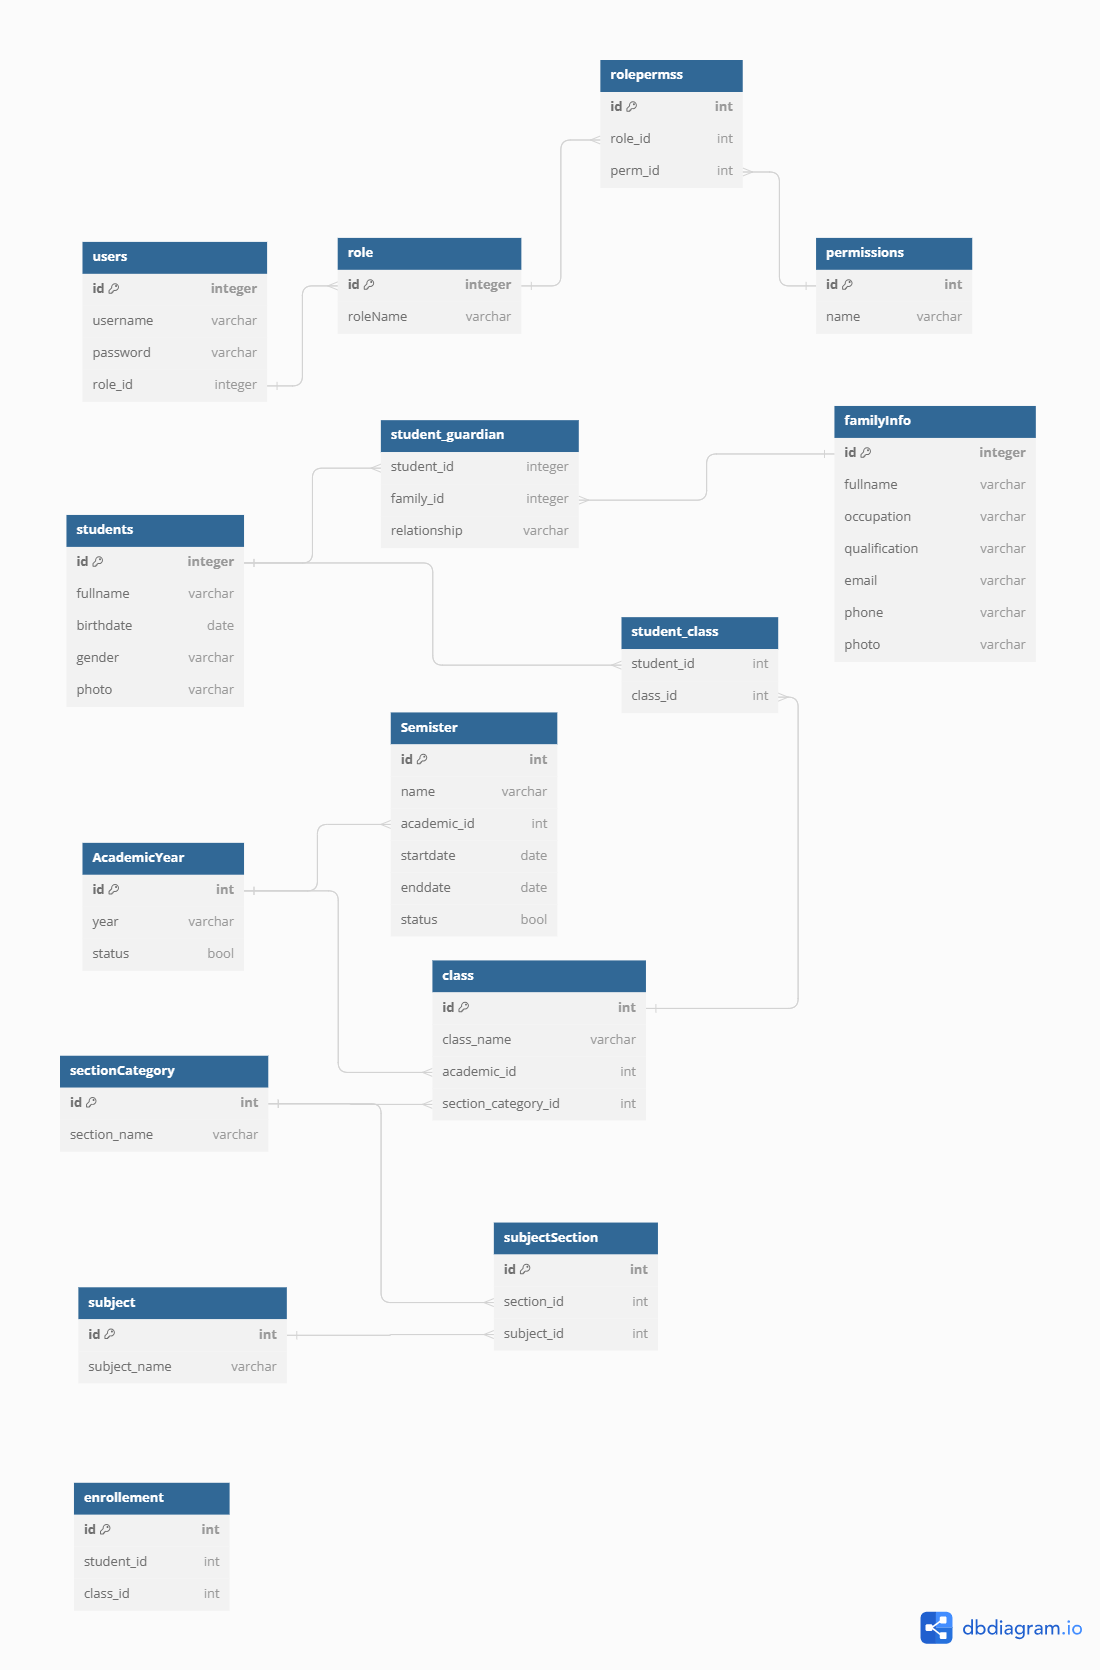 rolepermss
id int
role_id int
perm_id int
users
id integer
username varchar
password varchar
role_id integer
role
id integer
roleName varchar
permissions
id int
name varchar
student_guardian
student_id integer
family_id integer
relationship varchar
familyInfo
id integer
fullname varchar
occupation varchar
qualification varchar
email varchar
phone varchar
photo varchar
students
id integer
fullname varchar
birthdate date
gender varchar
photo varchar
student_class
student_id int
class_id int
Semister
id int
name varchar
academic_id int
startdate date
enddate date
status bool
AcademicYear
id int
year varchar
status bool
class
id int
class_name varchar
academic_id int
section_category_id int
sectionCategory
id int
section_name varchar
subjectSection
id int
section_id int
subject_id int
subject
id int
subject_name varchar
enrollement
id int
student_id int
class_id int
dbdiagram.io